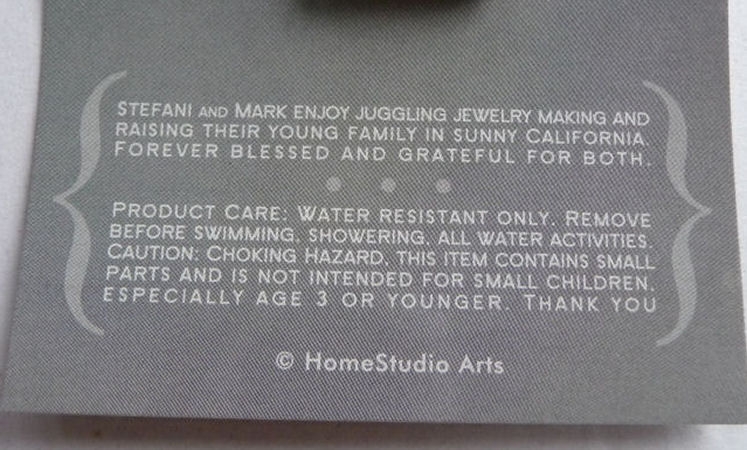 STEFANI AND MARK ENJOY JUGGLING JEWELRY MAKING AND
RAISING THEIR YOUNG FAMILY IN SUNNY CALIFORNIA.
FOREVER BLESSED AND GRATEFUL FOR BOTH.
PRODUCT CARE: WATER RESISTANT ONLY. REMOVE
BEFORE SWIMMING, SHOWERING, ALL WATER ACTIVITIES.
CAUTION: CHOKING HAZARD, THIS ITEM CONTAINS SMALL
PARTS AND IS NOT INTENDED FOR SMALL CHILDREN,
ESPECIALLY AGE 3 OR YOUNGER. THANK YOU
© HomeStudio Arts